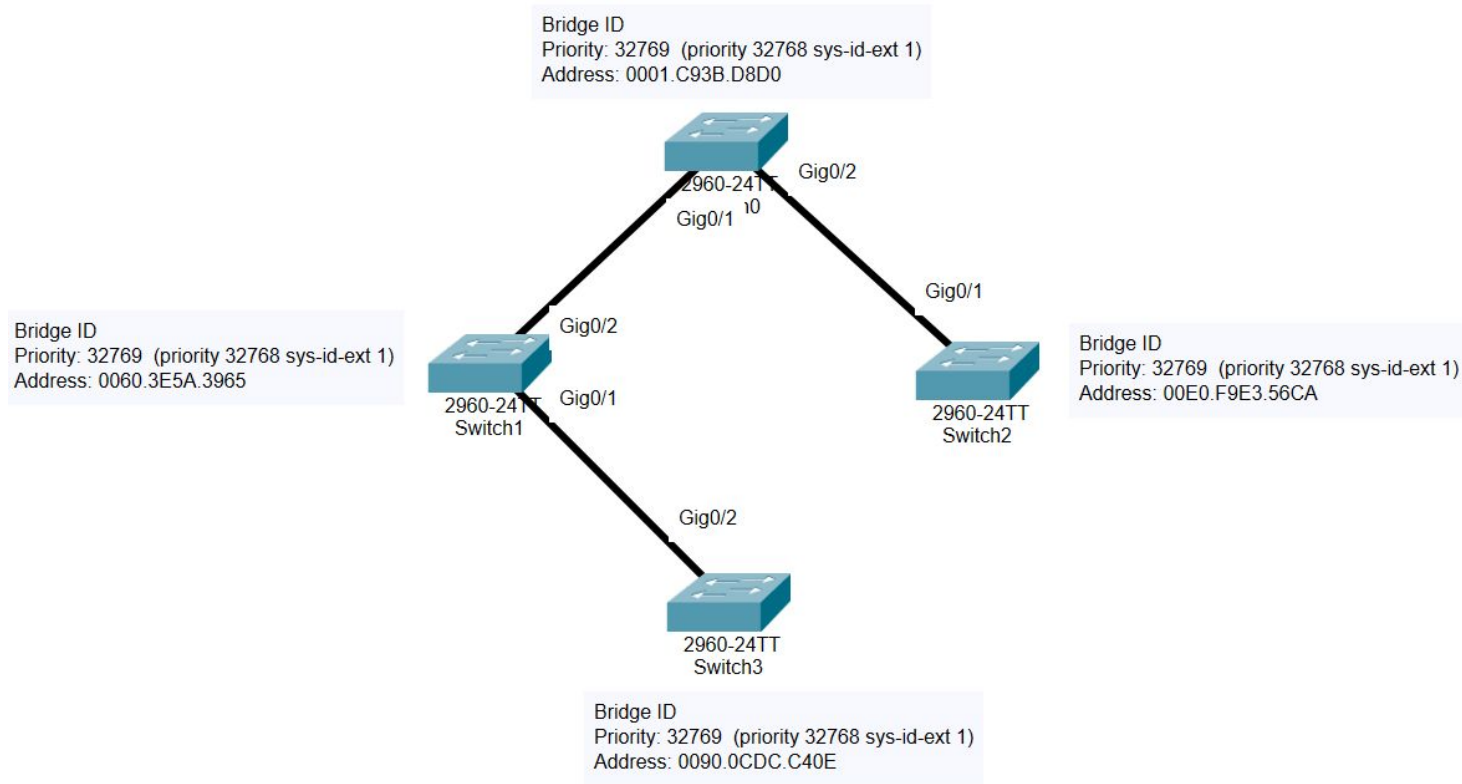 Bridge ID
Priority: 32769 (priority 32768 sys-id-ext 1)
Address: 0001.C93B.D8D0
Gig0/2
2960-24TT
Gig0/1
Gig0/1
Gig0/2
Bridge ID
Priority: 32769 (priority 32768 sys-id-ext 1)
Address: 0060.3E5A.3965
Bridge ID
Priority: 32769 (priority 32768 sys-id-ext 1)
Address: 00E0.F9E3.56CA
Gig0/1
2960-24TT
Switch1
2960-24TT
Switch2
Gig0/2
2960-24TT
Switch3
Bridge ID
Priority: 32769 (priority 32768 sys-id-ext 1)
Address: 0090.0CDC.C40E